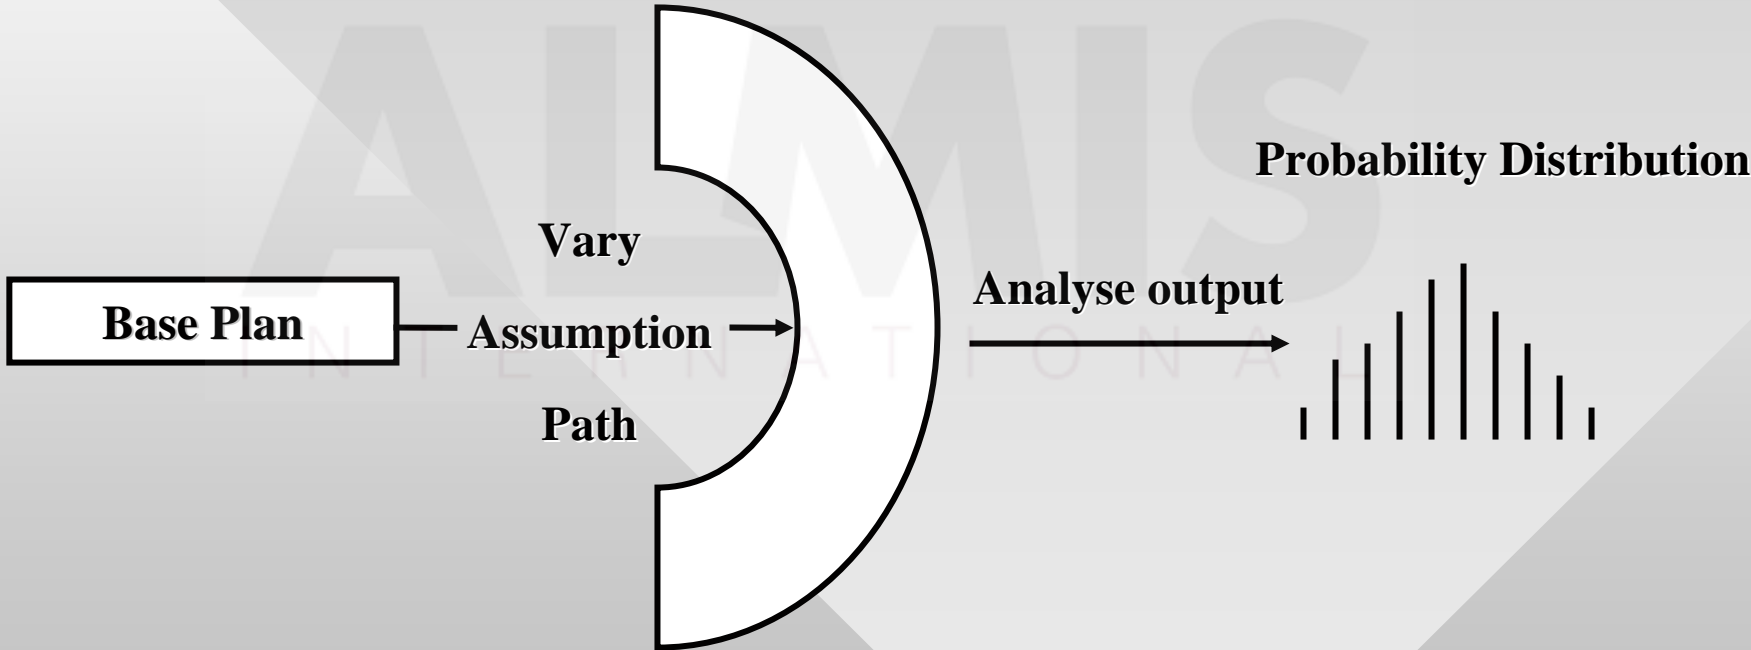 ALMIS
INTERNATIONAL
Probability Distribution
Vary
Analyse output
Base Plan
Assumption
Path